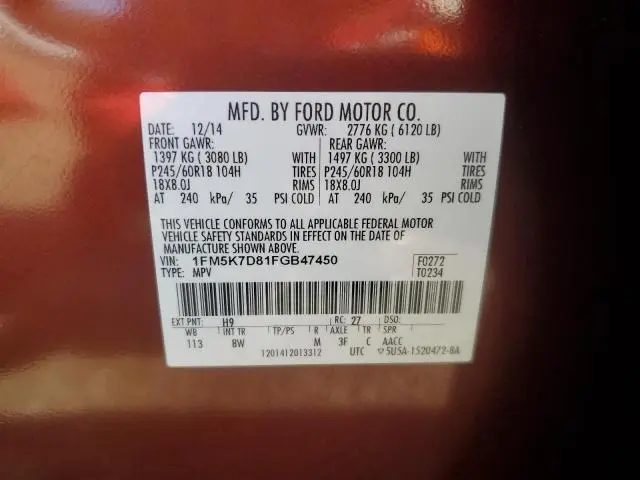 MFD. BY FORD MOTOR CO.
DATE: 12/14 GVWR: 2776 KG ( 6120 LB)
FRONT GAWR: REAR GAWR:
1397 KG ( 3080 LB) WITH 1497 KG ( 3300 LB) WITH
P245/60R18 104H TIRES P245/60R18 104H TIRES
18X8.0J RIMS 18X8.0J RIMS
AT 240 kPa/ 35 PSI COLD AT 240 kPa/ 35 PSI COLD
THIS VEHICLE CONFORMS TO ALL APPLICABLE FEDERAL MOTOR
VEHICLE SAFETY STANDARDS IN EFFECT ON THE DATE OF
MANUFACTURE SHOWN ABOVE.
VIN: 1FM5K7D81FGB47450 F0272
TYPE: MPV T0234
EXT PNT: H9 RC: 27 DSO:
WB INT TR TP/PS R AXLE TR SPR
113 BW M 3F C AACC
1201412013312 UTC ▽5U5A-1520472-BA